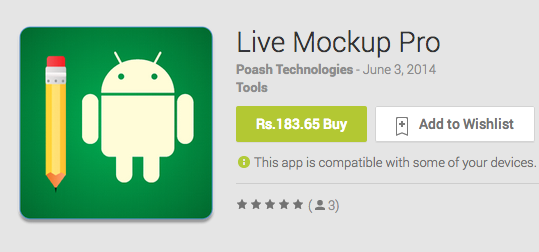 Live Mockup Pro
Poash Technologies - June 3, 2014
Tools
Rs.183.65 Buy
Add to Wishlist
This app is compatible with some of your devices.
(3)